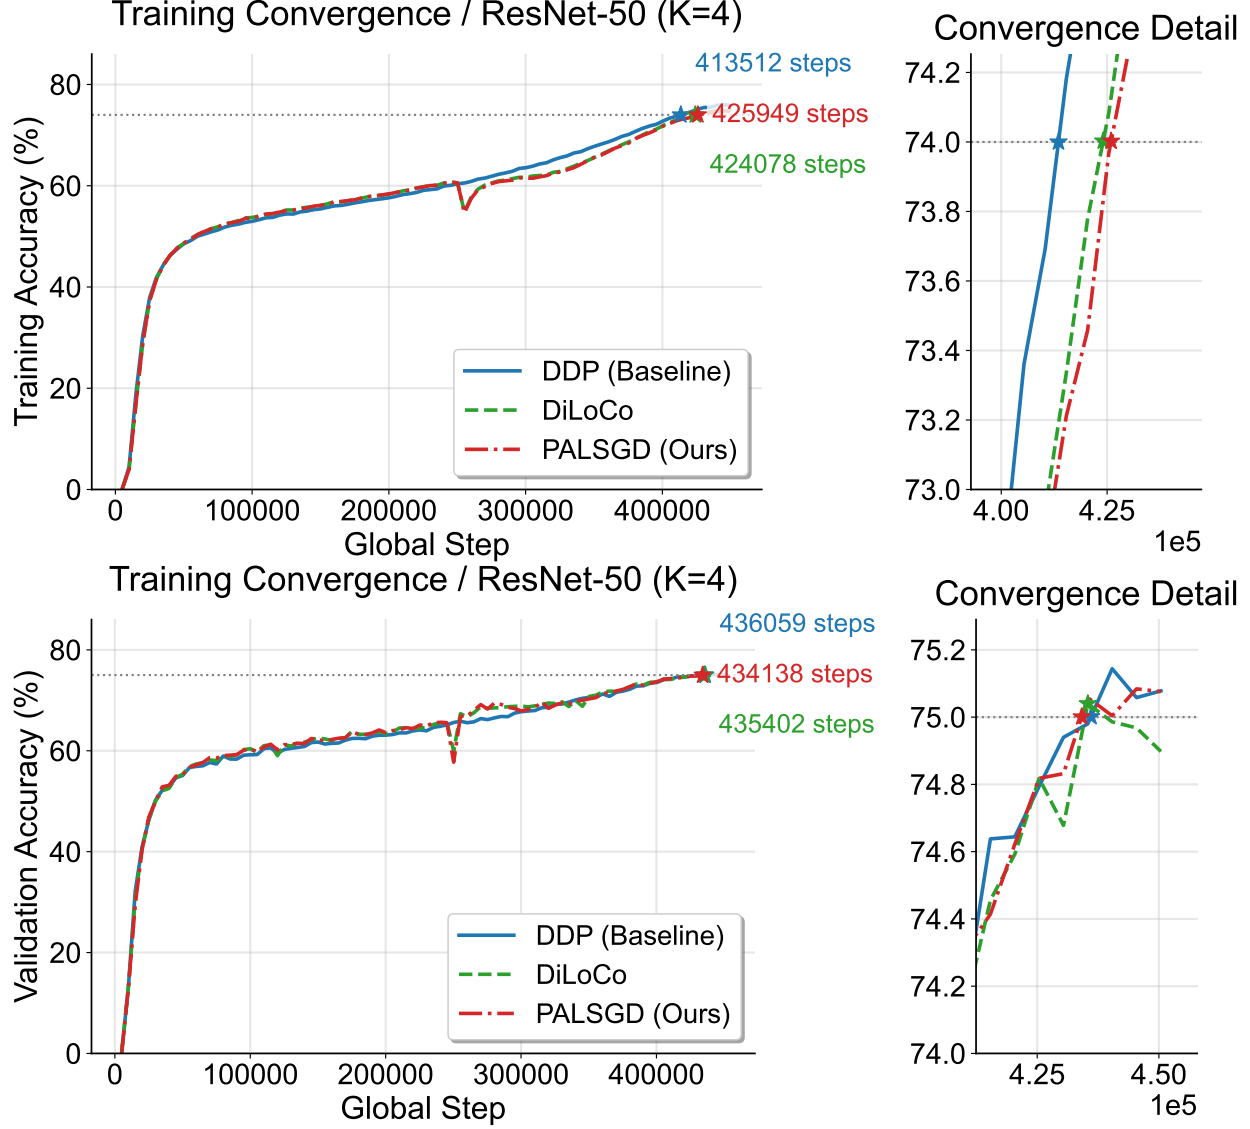 Training Convergence / ResNet-50 (K=4)
Training Accuracy (%)
80
60
40
20
0
413512 steps
425949 steps
424078 steps
DDP (Baseline)
DiLoCo
PALSGD (Ours)
0 100000 200000 300000 400000
Global Step
Convergence Detail
74.2
74.0
73.8
73.6
73.4
73.2
73.0
4.00 4.25
1e5
Training Convergence / ResNet-50 (K=4)
Validation Accuracy (%)
80
60
40
20
0
436059 steps
434138 steps
435402 steps
DDP (Baseline)
DiLoCo
PALSGD (Ours)
0 100000 200000 300000 400000
Global Step
Convergence Detail
75.2
75.0
74.8
74.6
74.4
74.2
74.0
4.25 4.50
1e5